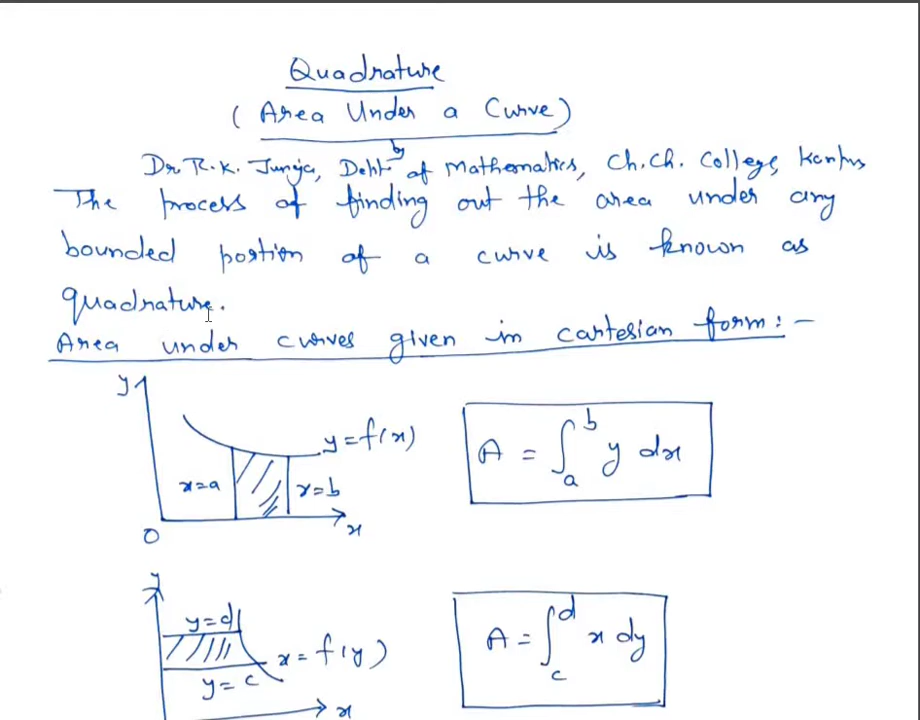 Quadrature
(Area Under a Curve)
by
Dr. R. K. Juneja, Deptt of Mathematics, Ch. Ch. College, Kanpur
The process of finding out the area under any
bounded portion of a curve is known as
quadrature.
Area under curves given in cartesian form:-
y
y=f(x)
x=a
x=b
O
x
A = ∫_a^b y dx
y
y=d
x=f(y)
y=c
x
A = ∫_c^d x dy